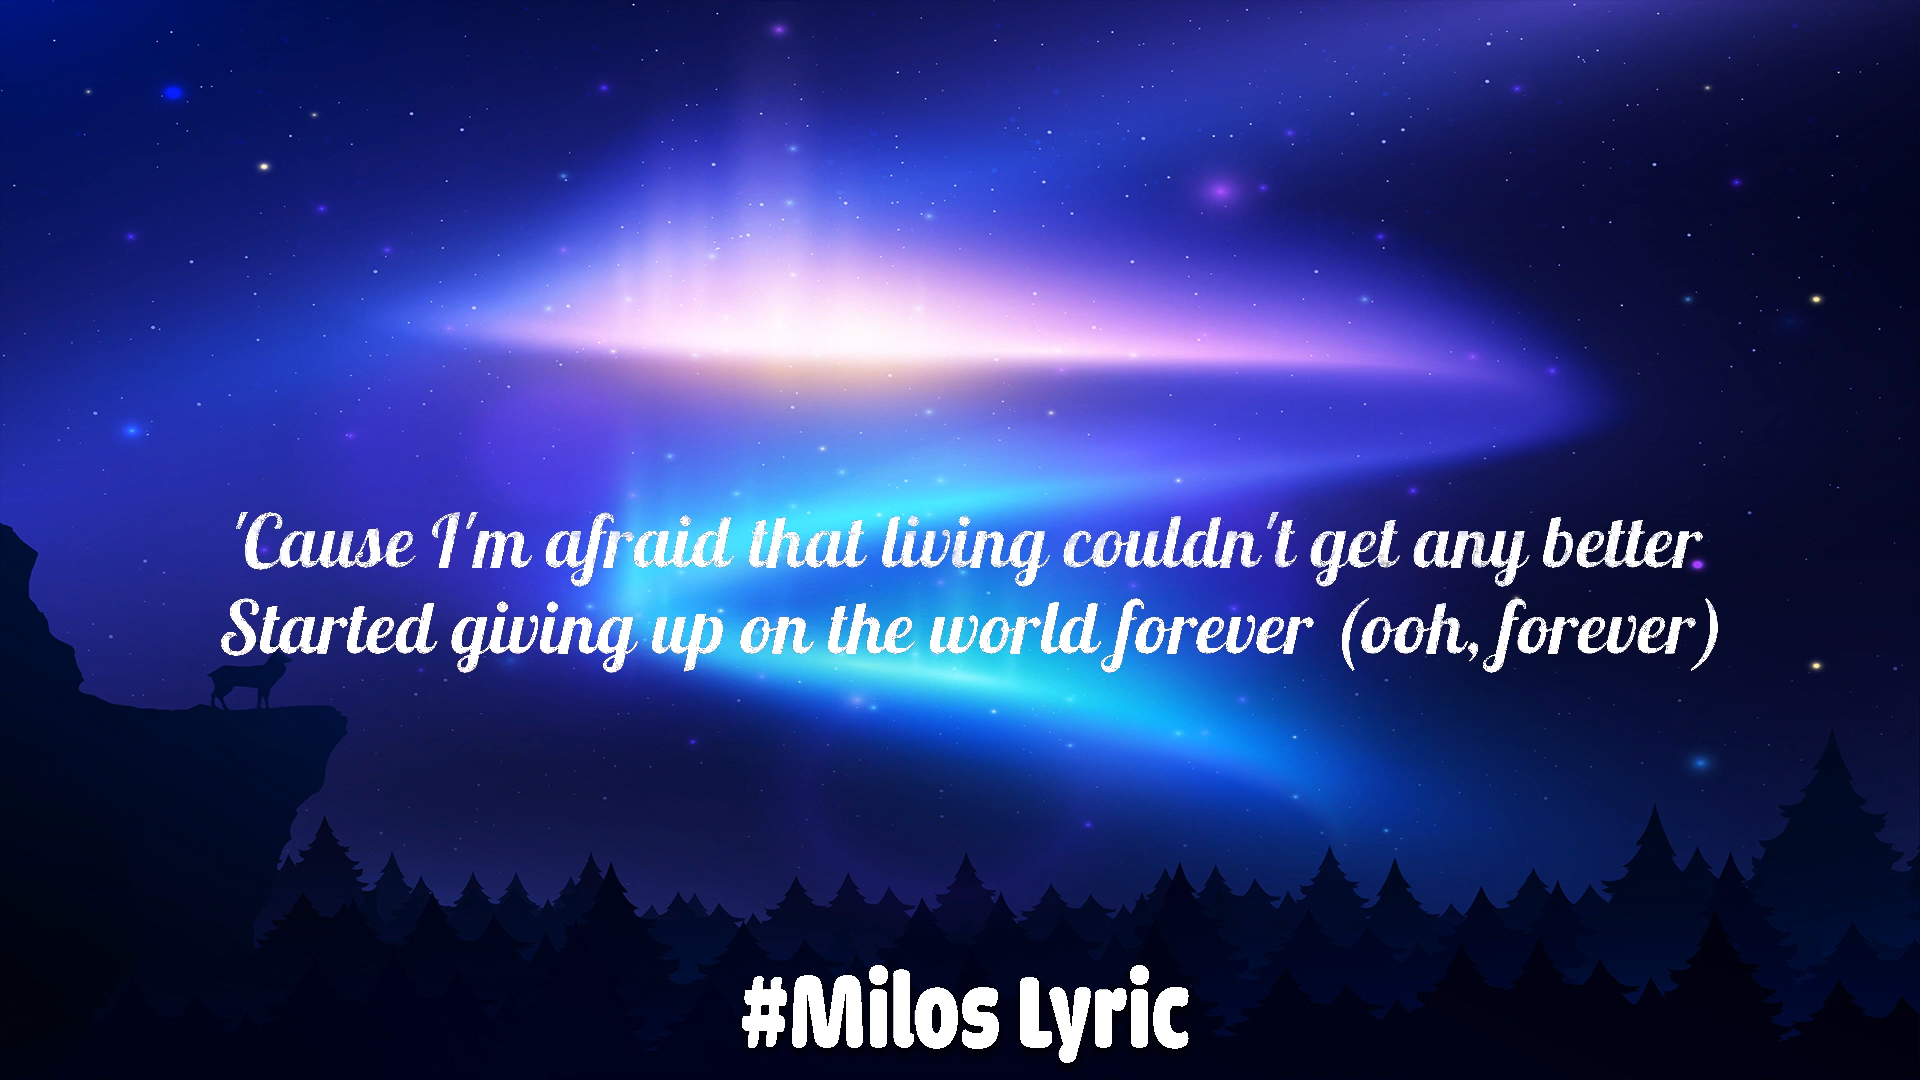 'Cause I'm afraid that living couldn't get any better
Started giving up on the world forever (ooh, forever)
#Milos Lyric